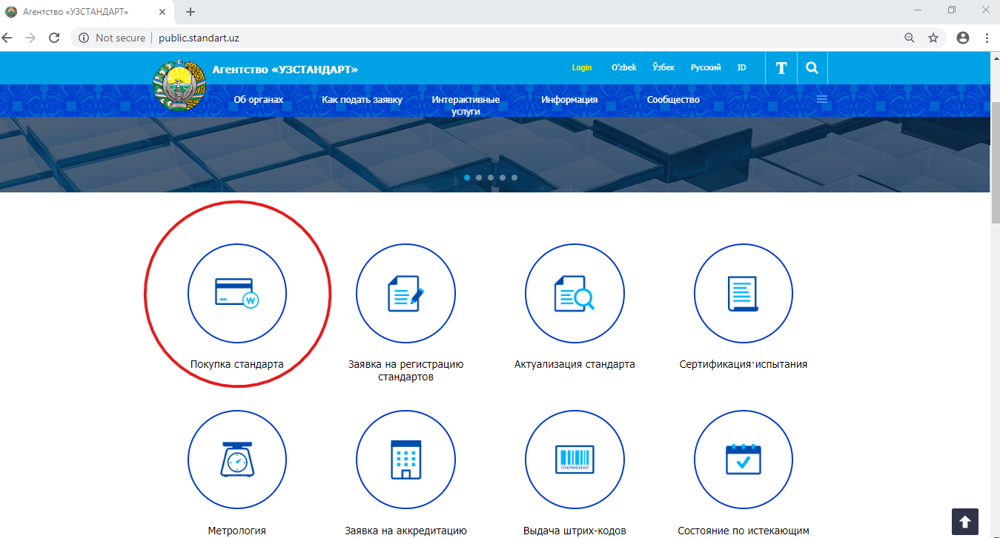 Агентство «УЗСТАНДАРТ»
Not secure
public.standart.uz
Агентство «УЗСТАНДАРТ»
Login
O'zbek
Ўзбек
Русский
ID
T
Об органах
Как подать заявку
Интерактивные
услуги
Информация
Сообщество
W
Покупка стандарта
Заявка на регистрацию
стандартов
Актуализация стандарта
Сертификация·испытания
Метрология
Заявка на аккредитацию
Выдача штрих-кодов
Состояние по истекающим